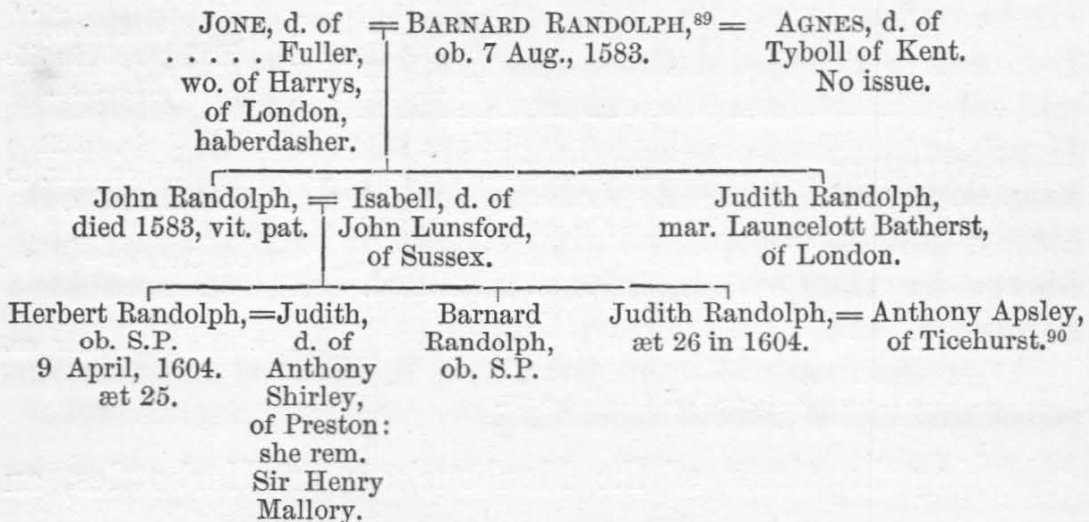 JONE, d. of = BARNARD RANDOLPH,⁸⁹ = AGNES, d. of
Fuller, ob. 7 Aug., 1583. Tyboll of Kent.
wo. of Harrys, No issue.
of London,
haberdasher.
John Randolph, = Isabell, d. of Judith Randolph,
died 1583, vit. pat. John Lunsford, mar. Launcelott Batherst,
of Sussex. of London.
Herbert Randolph,=Judith, Barnard Judith Randolph,= Anthony Apsley,
ob. S.P. d. of Randolph, æt 26 in 1604. of Ticehurst.⁹⁰
9 April, 1604. Anthony ob. S.P.
æt 25. Shirley,
of Preston:
she rem.
Sir Henry
Mallory.